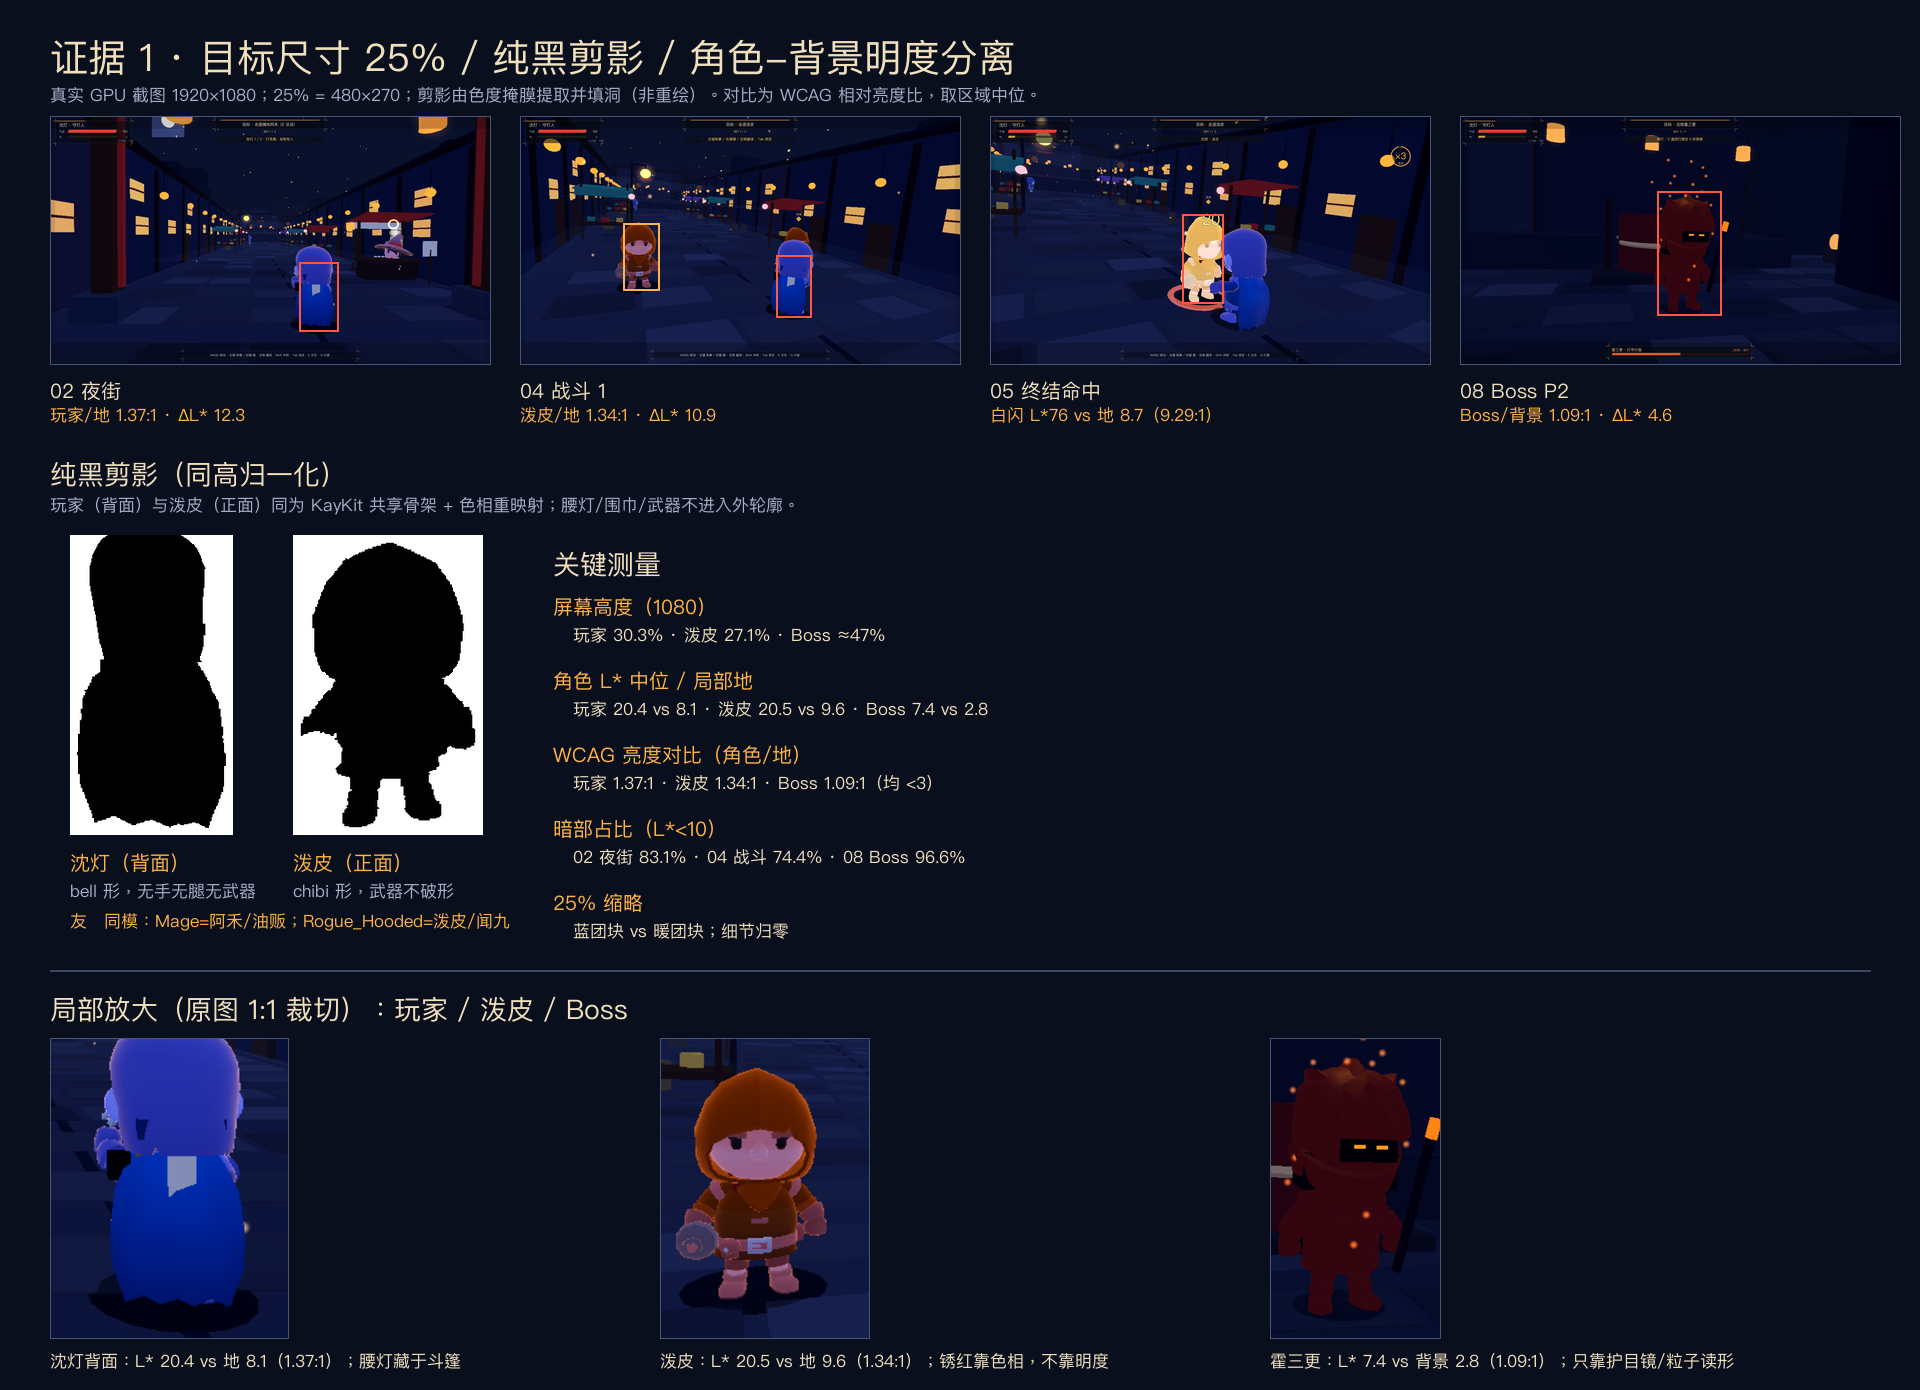 证据 1 · 目标尺寸 25% / 纯黑剪影 / 角色–背景明度分离
真实 GPU 截图 1920×1080；25% = 480×270；剪影由色度掩膜提取并填洞（非重绘）。对比为 WCAG 相对亮度比，取区域中位。
×3
20
02 夜街
玩家/地 1.37:1 · ΔL* 12.3
04 战斗 1
泼皮/地 1.34:1 · ΔL* 10.9
05 终结命中
白闪 L*76 vs 地 8.7（9.29:1）
08 Boss P2
Boss/背景 1.09:1 · ΔL* 4.6
纯黑剪影（同高归一化）
玩家（背面）与泼皮（正面）同为 KayKit 共享骨架 + 色相重映射；腰灯/围巾/武器不进入外轮廓。
沈灯（背面）
bell 形，无手无腿无武器
泼皮（正面）
chibi 形，武器不破形
友 同模：Mage=阿禾/油贩；Rogue_Hooded=泼皮/闻九
关键测量
屏幕高度（1080）
玩家 30.3% · 泼皮 27.1% · Boss ≈47%
角色 L* 中位 / 局部地
玩家 20.4 vs 8.1 · 泼皮 20.5 vs 9.6 · Boss 7.4 vs 2.8
WCAG 亮度对比（角色/地）
玩家 1.37:1 · 泼皮 1.34:1 · Boss 1.09:1（均 <3）
暗部占比（L*<10）
02 夜街 83.1% · 04 战斗 74.4% · 08 Boss 96.6%
25% 缩略
蓝团块 vs 暖团块；细节归零
局部放大（原图 1:1 裁切）：玩家 / 泼皮 / Boss
沈灯背面：L* 20.4 vs 地 8.1（1.37:1）；腰灯藏于斗篷
泼皮：L* 20.5 vs 地 9.6（1.34:1）；锈红靠色相，不靠明度
霍三更：L* 7.4 vs 背景 2.8（1.09:1）；只靠护目镜/粒子读形